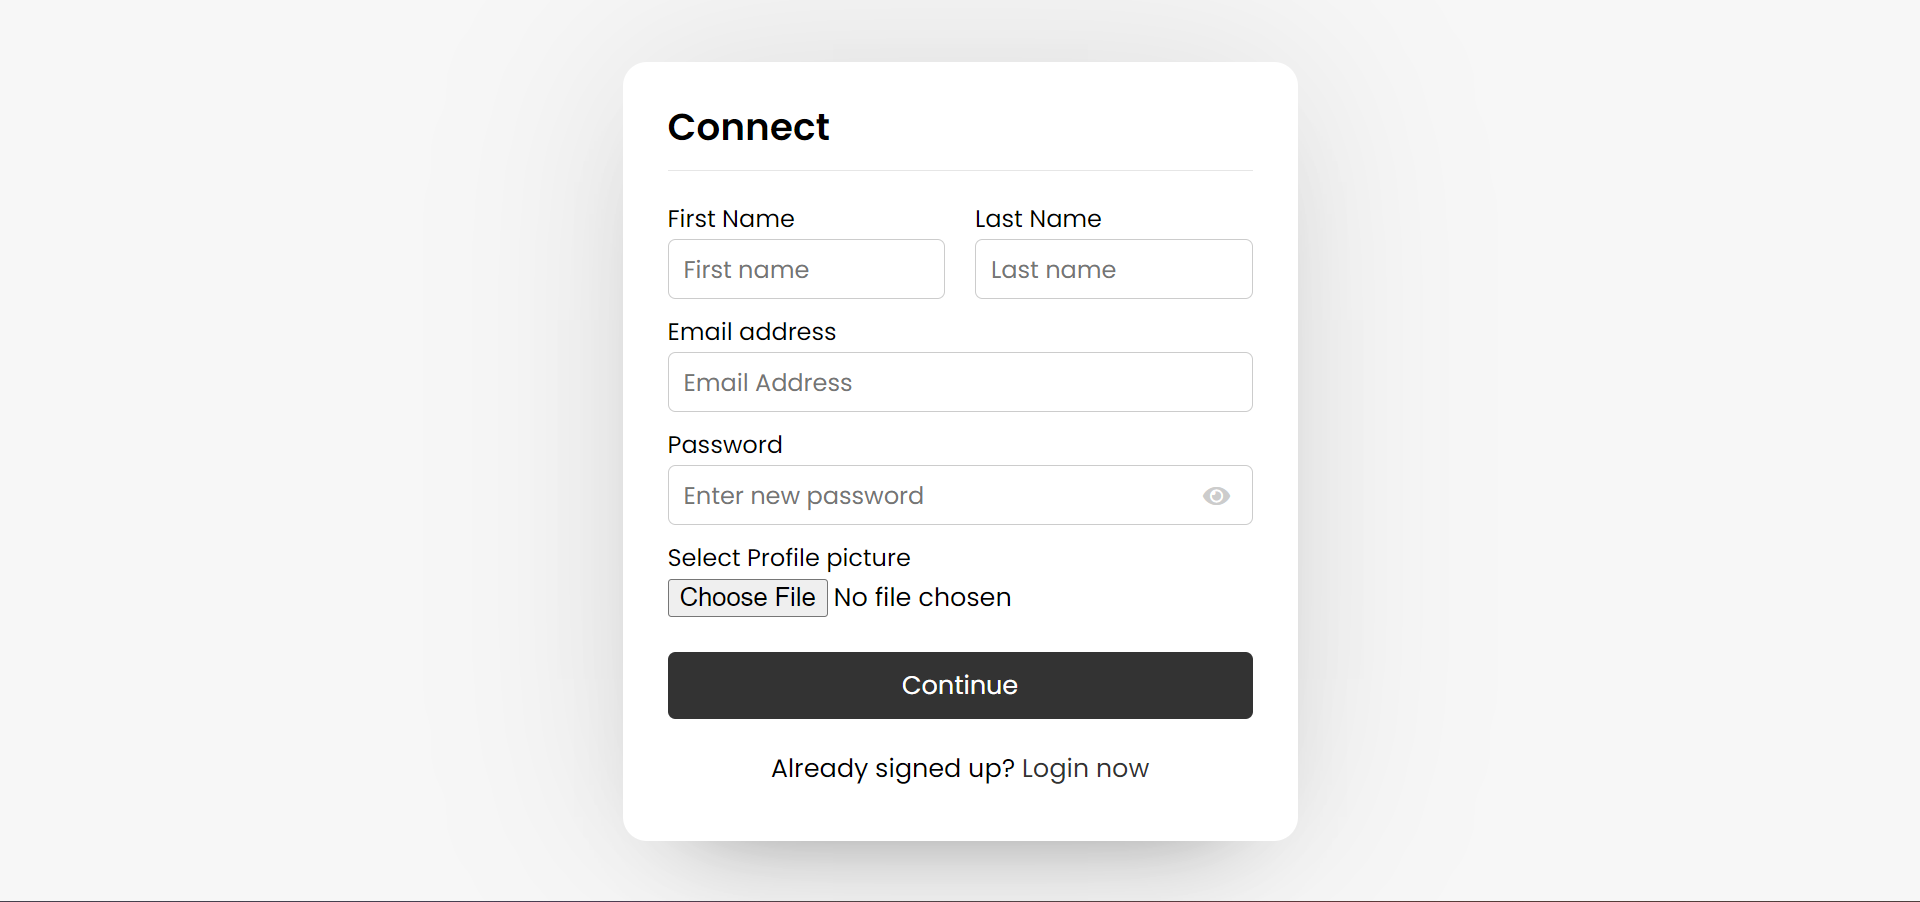 Connect
First Name Last Name
First name Last name
Email address
Email Address
Password
Enter new password
Select Profile picture
Choose File No file chosen
Continue
Already signed up? Login now